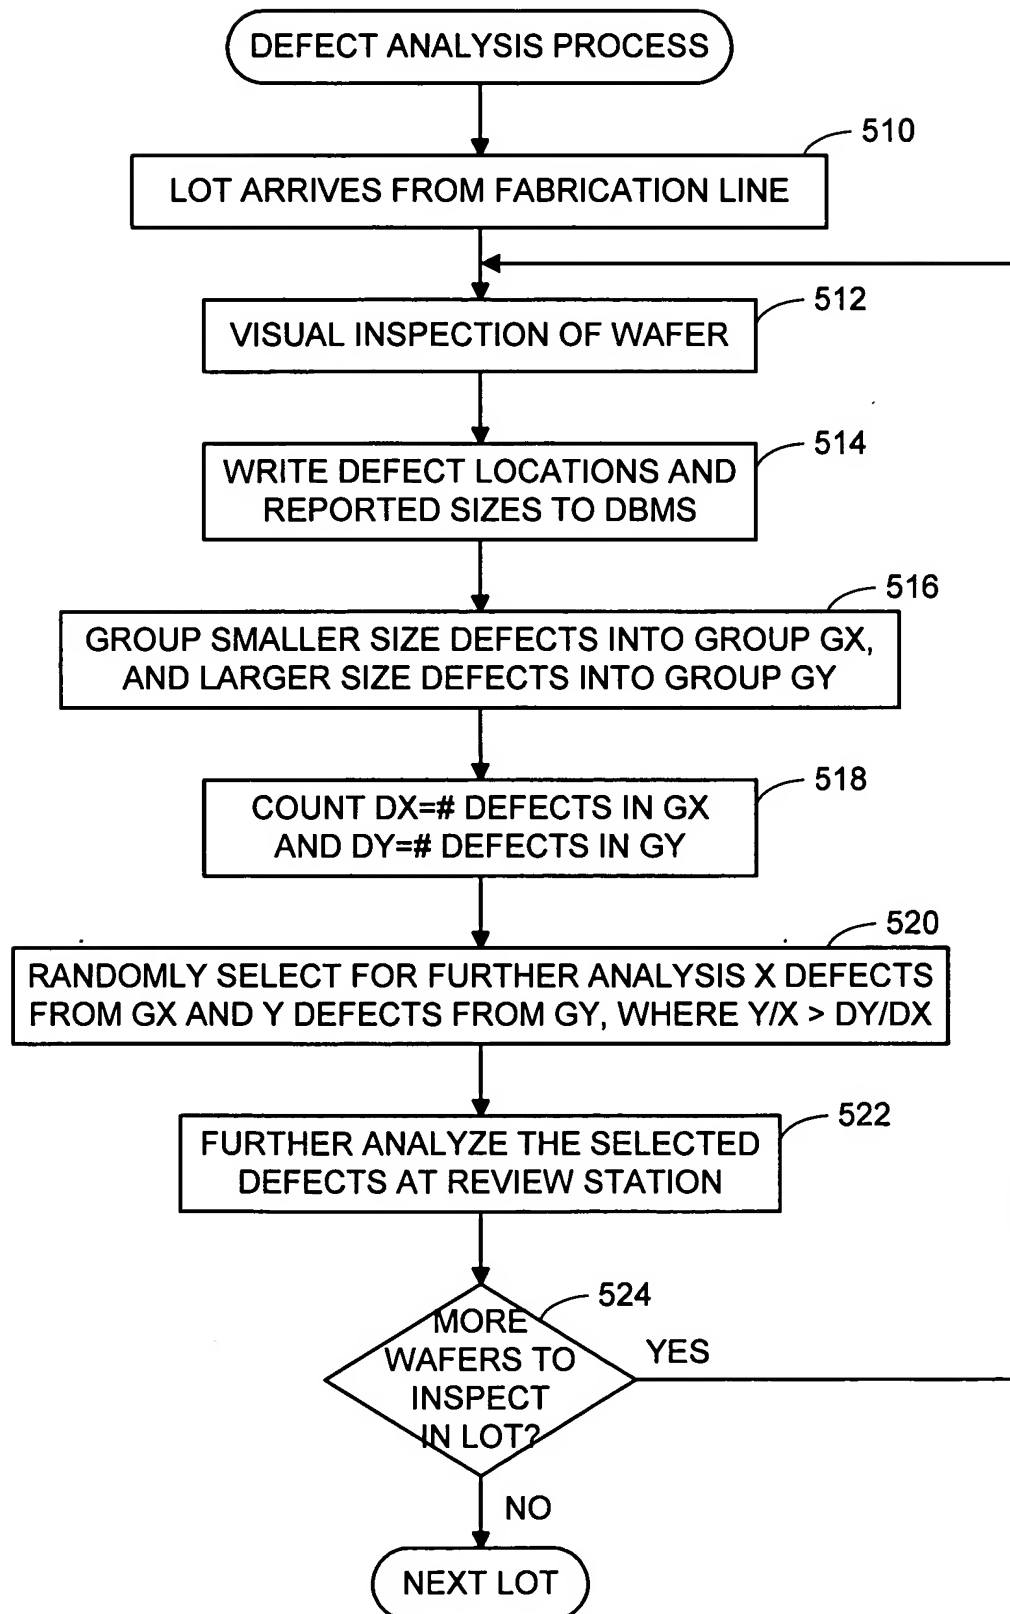 DEFECT ANALYSIS PROCESS
510
LOT ARRIVES FROM FABRICATION LINE
512
VISUAL INSPECTION OF WAFER
514
WRITE DEFECT LOCATIONS AND
REPORTED SIZES TO DBMS
516
GROUP SMALLER SIZE DEFECTS INTO GROUP GX,
AND LARGER SIZE DEFECTS INTO GROUP GY
518
COUNT DX=# DEFECTS IN GX
AND DY=# DEFECTS IN GY
520
RANDOMLY SELECT FOR FURTHER ANALYSIS X DEFECTS
FROM GX AND Y DEFECTS FROM GY, WHERE Y/X > DY/DX
522
FURTHER ANALYZE THE SELECTED
DEFECTS AT REVIEW STATION
524
MORE
WAFERS TO
INSPECT
IN LOT?
YES
NO
NEXT LOT